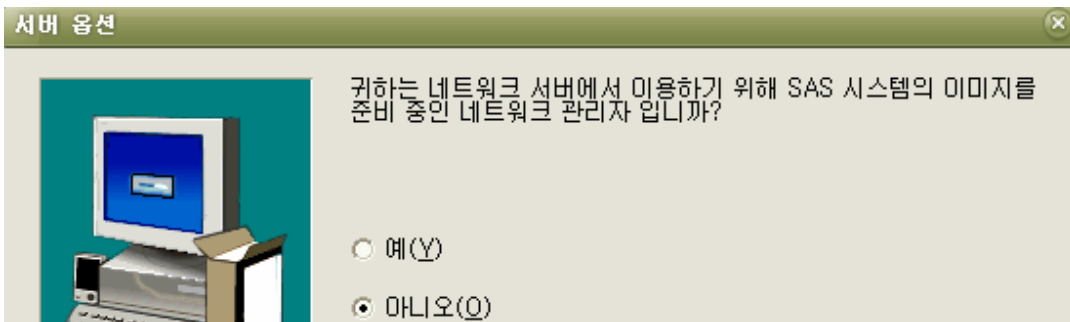 서버 옵션
귀하는 네트워크 서버에서 이용하기 위해 SAS 시스템의 이미지를
준비 중인 네트워크 관리자 입니까?
예(Y)
아니오(O)